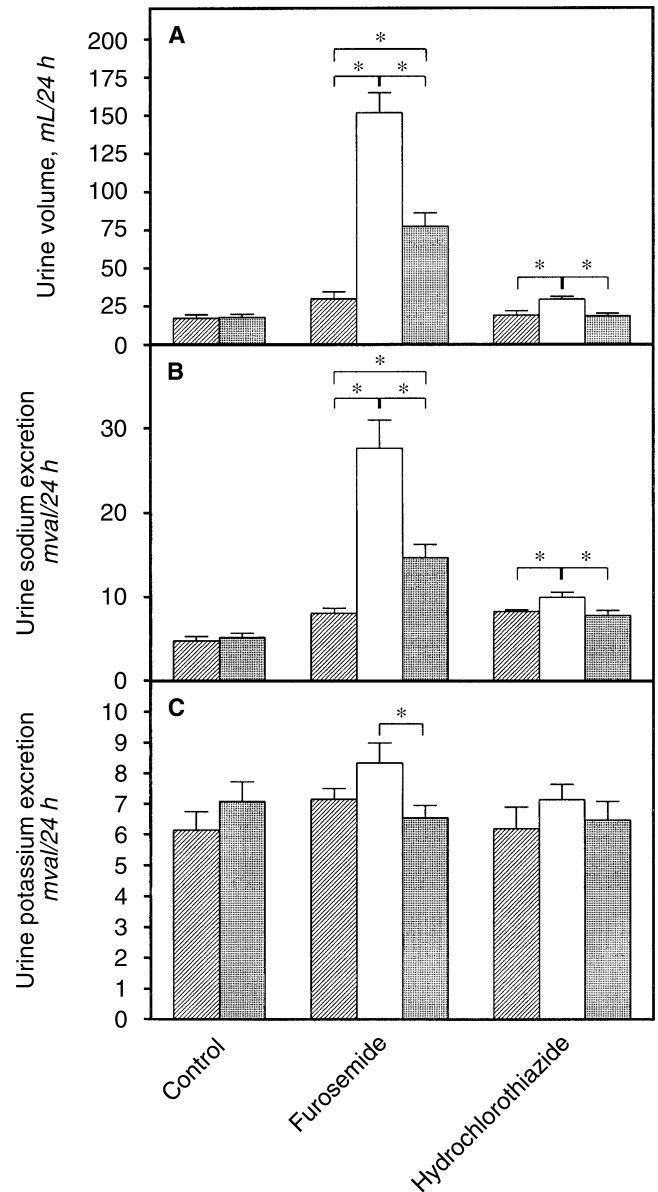 A
Urine volume, mL/24 h
200
175
150
125
100
75
50
25
0
*
* *
* *
B
Urine sodium excretion
mval/24 h
30
20
10
0
*
* *
* *
C
Urine potassium excretion
mval/24 h
10
9
8
7
6
5
4
3
2
1
0
*
Control
Furosemide
Hydrochlorothiazide